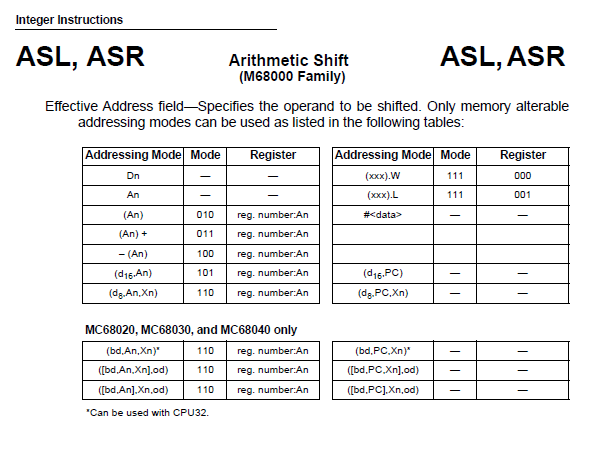 Integer Instructions
ASL, ASR Arithmetic Shift ASL, ASR
(M68000 Family)
Effective Address field—Specifies the operand to be shifted. Only memory alterable
addressing modes can be used as listed in the following tables:
Addressing Mode Mode Register Addressing Mode Mode Register
Dn — — (xxx).W 111 000
An — — (xxx).L 111 001
(An) 010 reg. number:An #<data> — —
(An) + 011 reg. number:An
– (An) 100 reg. number:An
(d16,An) 101 reg. number:An (d16,PC) — —
(d8,An,Xn) 110 reg. number:An (d8,PC,Xn) — —
MC68020, MC68030, and MC68040 only
(bd,An,Xn)* 110 reg. number:An (bd,PC,Xn)* — —
([bd,An,Xn],od) 110 reg. number:An ([bd,PC,Xn],od) — —
([bd,An],Xn,od) 110 reg. number:An ([bd,PC],Xn,od) — —
*Can be used with CPU32.